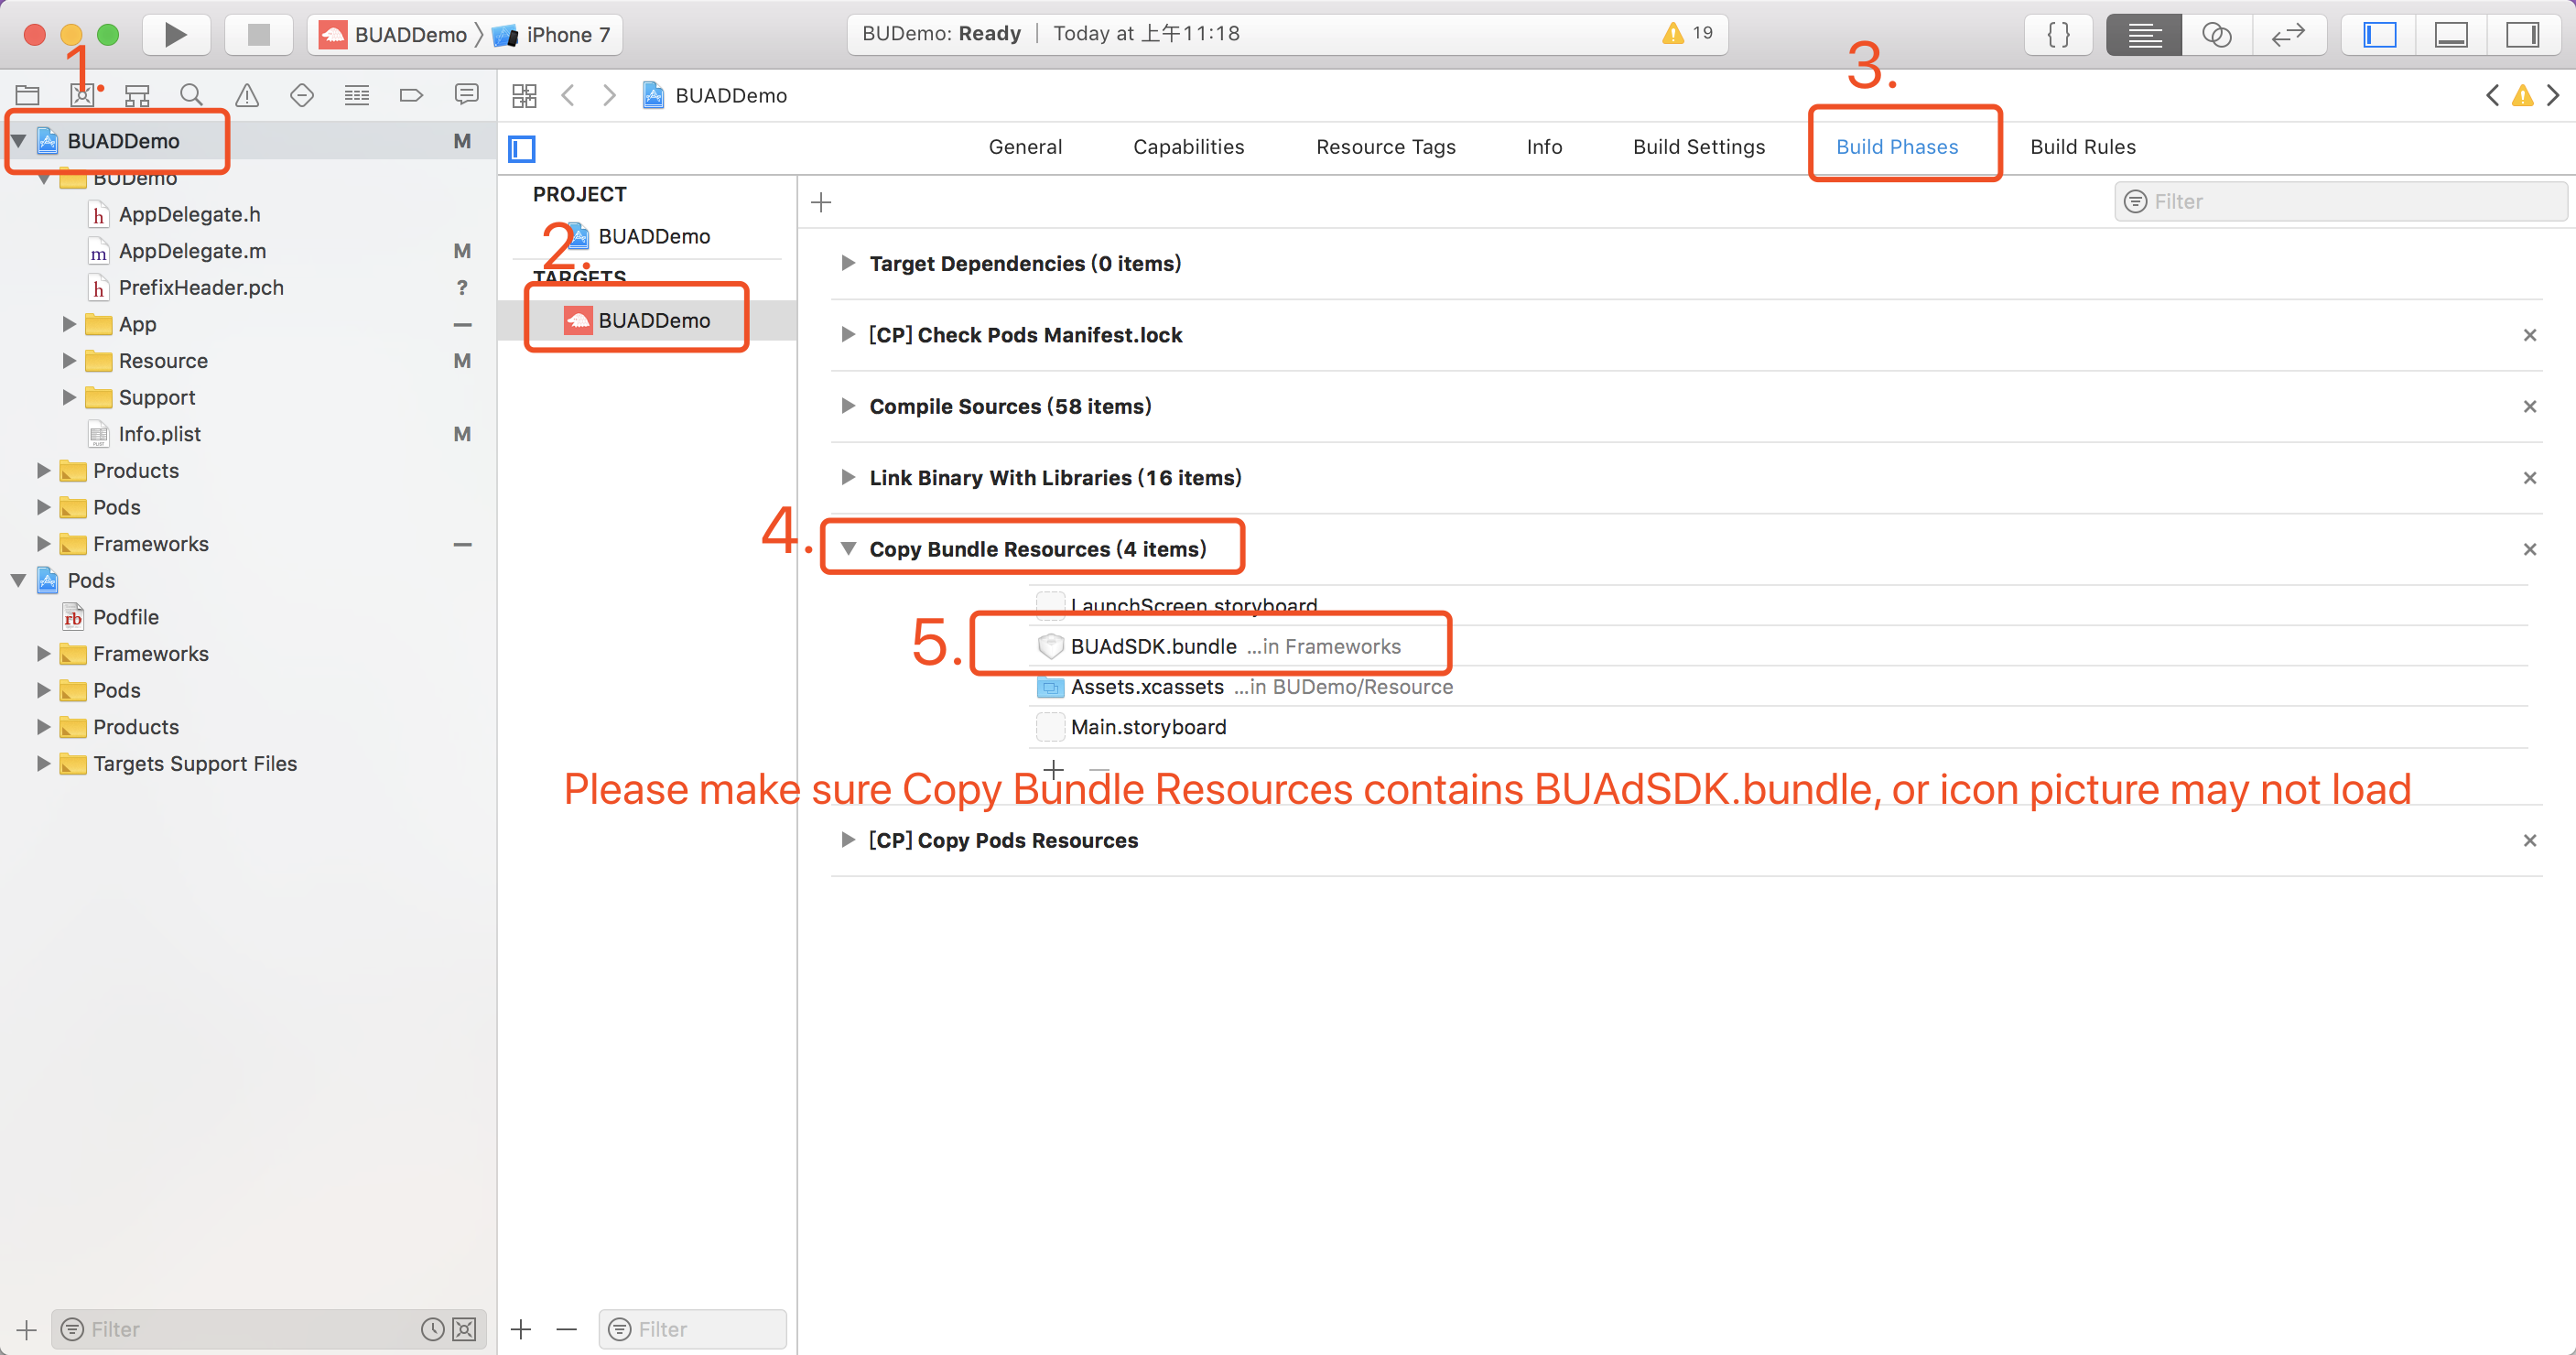 BUADDemo 〉 iPhone 7
BUDemo: Ready | Today at 上午11:18
19
{ }
1.
3.
BUADDemo
BUADDemo M
General Capabilities Resource Tags Info Build Settings Build Phases Build Rules
BUDemo
PROJECT
Filter
AppDelegate.h
2.
BUADDemo
AppDelegate.m M
TARGETS
Target Dependencies (0 items)
PrefixHeader.pch ?
BUADDemo
App —
[CP] Check Pods Manifest.lock
Resource M
Support
Compile Sources (58 items)
Info.plist M
Products
Link Binary With Libraries (16 items)
Pods
4.
Frameworks —
Copy Bundle Resources (4 items)
Pods
LaunchScreen.storyboard
Podfile
5.
BUAdSDK.bundle ...in Frameworks
Frameworks
Assets.xcassets ...in BUDemo/Resource
Pods
Main.storyboard
Products
Targets Support Files
Please make sure Copy Bundle Resources contains BUAdSDK.bundle, or icon picture may not load
[CP] Copy Pods Resources
Filter
Filter